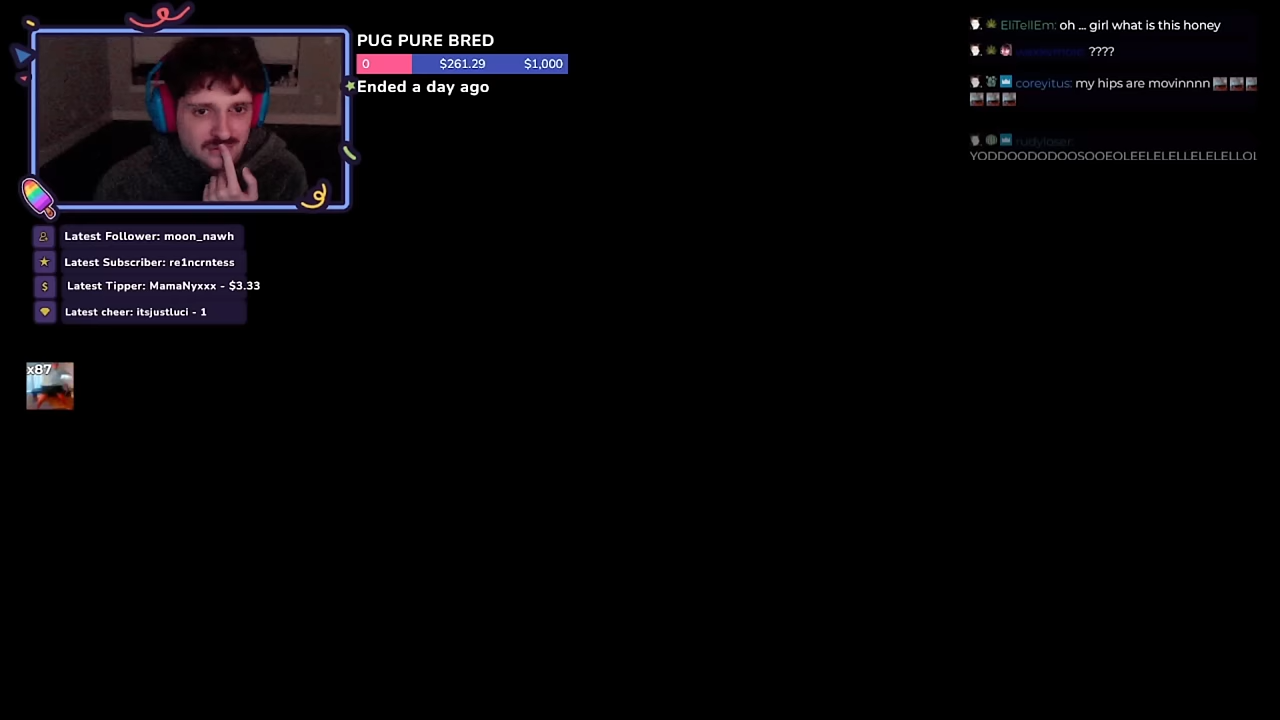 PUG PURE BRED
0 $261.29 $1,000
Ended a day ago
Latest Follower: moon_nawh
Latest Subscriber: re1ncrntess
Latest Tipper: MamaNyxxx - $3.33
Latest cheer: itsjustluci - 1
x87
EliTellEm: oh ... girl what is this honey
????
coreyitus: my hips are movinnnn
rudyloser:
YODDOODODOOSOOEOLEELELELLELELELLOL